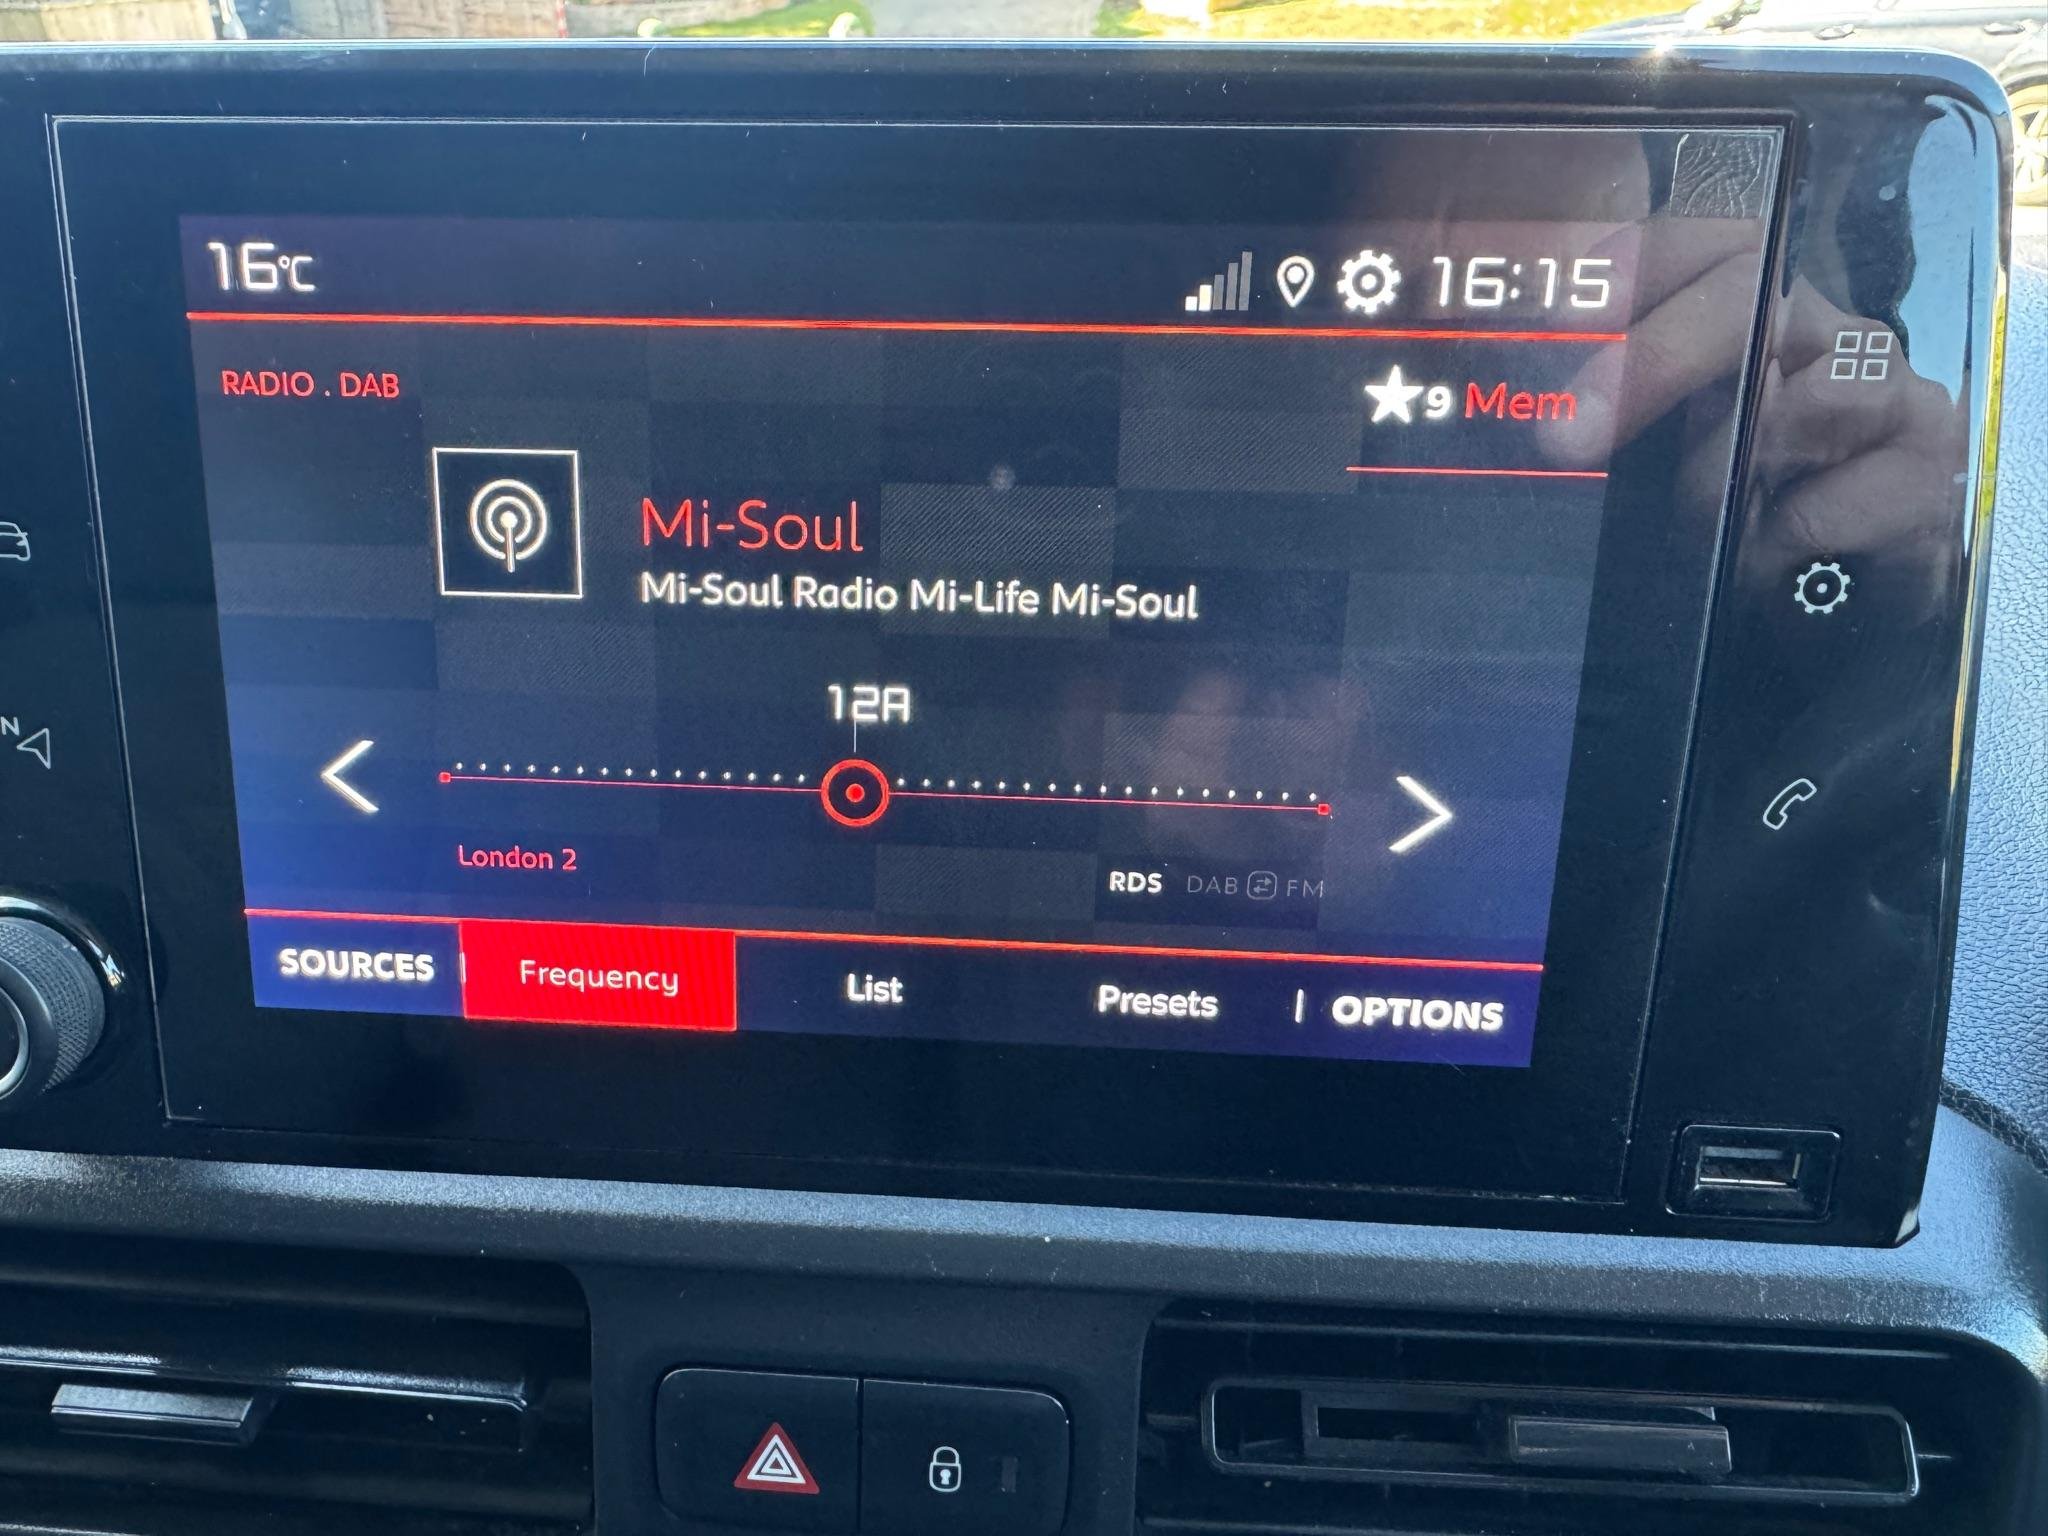 16°C
16:15
RADIO . DAB
9 Mem
Mi-Soul
Mi-Soul Radio Mi-Life Mi-Soul
12A
N
London 2
RDS DAB FM
SOURCES | Frequency List Presets | OPTIONS